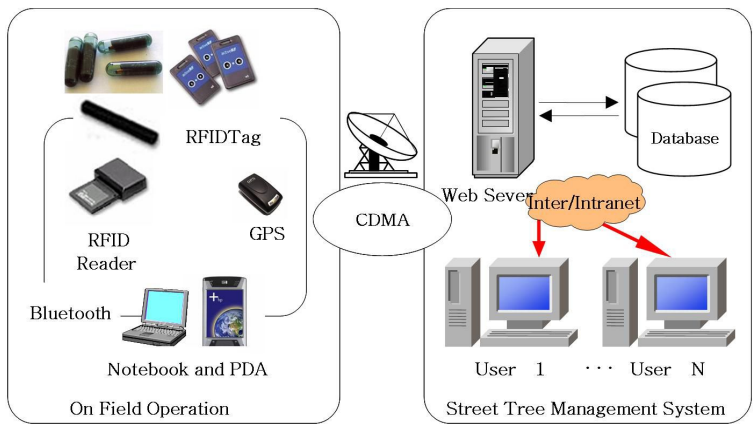 RFIDTag
RFID
Reader
GPS
Bluetooth
Notebook and PDA
On Field Operation
CDMA
Web Sever
Database
Inter/Intranet
User 1 ··· User N
Street Tree Management System